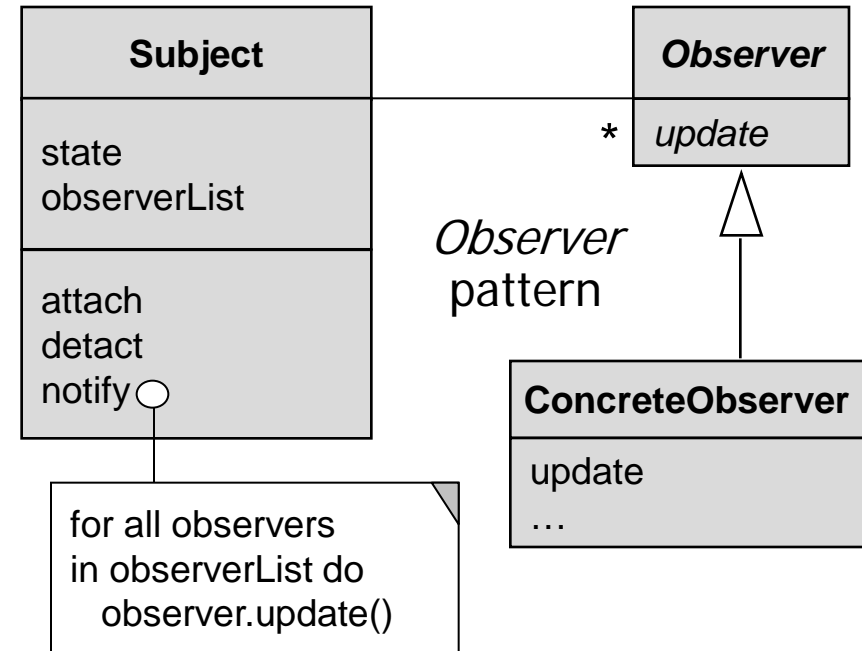 Subject
state
observerList
attach
detact
notify
for all observers
in observerList do
observer.update()
Observer
*
update
Observer
pattern
ConcreteObserver
update
…